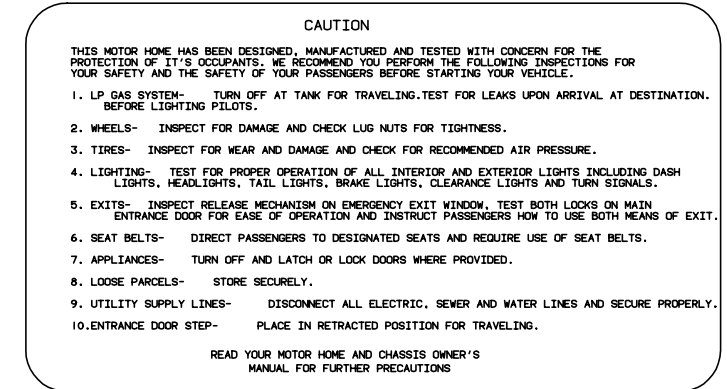 CAUTION
THIS MOTOR HOME HAS BEEN DESIGNED, MANUFACTURED AND TESTED WITH CONCERN FOR THE
PROTECTION OF IT'S OCCUPANTS. WE RECOMMEND YOU PERFORM THE FOLLOWING INSPECTIONS FOR
YOUR SAFETY AND THE SAFETY OF YOUR PASSENGERS BEFORE STARTING YOUR VEHICLE.
1. LP GAS SYSTEM- TURN OFF AT TANK FOR TRAVELING.TEST FOR LEAKS UPON ARRIVAL AT DESTINATION.
BEFORE LIGHTING PILOTS.
2. WHEELS- INSPECT FOR DAMAGE AND CHECK LUG NUTS FOR TIGHTNESS.
3. TIRES- INSPECT FOR WEAR AND DAMAGE AND CHECK FOR RECOMMENDED AIR PRESSURE.
4. LIGHTING- TEST FOR PROPER OPERATION OF ALL INTERIOR AND EXTERIOR LIGHTS INCLUDING DASH
LIGHTS, HEADLIGHTS, TAIL LIGHTS, BRAKE LIGHTS, CLEARANCE LIGHTS AND TURN SIGNALS.
5. EXITS- INSPECT RELEASE MECHANISM ON EMERGENCY EXIT WINDOW, TEST BOTH LOCKS ON MAIN
ENTRANCE DOOR FOR EASE OF OPERATION AND INSTRUCT PASSENGERS HOW TO USE BOTH MEANS OF EXIT.
6. SEAT BELTS- DIRECT PASSENGERS TO DESIGNATED SEATS AND REQUIRE USE OF SEAT BELTS.
7. APPLIANCES- TURN OFF AND LATCH OR LOCK DOORS WHERE PROVIDED.
8. LOOSE PARCELS- STORE SECURELY.
9. UTILITY SUPPLY LINES- DISCONNECT ALL ELECTRIC, SEWER AND WATER LINES AND SECURE PROPERLY.
10.ENTRANCE DOOR STEP- PLACE IN RETRACTED POSITION FOR TRAVELING.
READ YOUR MOTOR HOME AND CHASSIS OWNER'S
MANUAL FOR FURTHER PRECAUTIONS